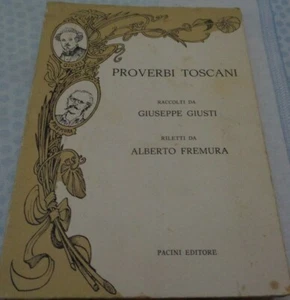 PROVERBI TOSCANI
RACCOLTI DA
GIUSEPPE GIUSTI
RILETTI DA
ALBERTO FREMURA
PACINI EDITORE